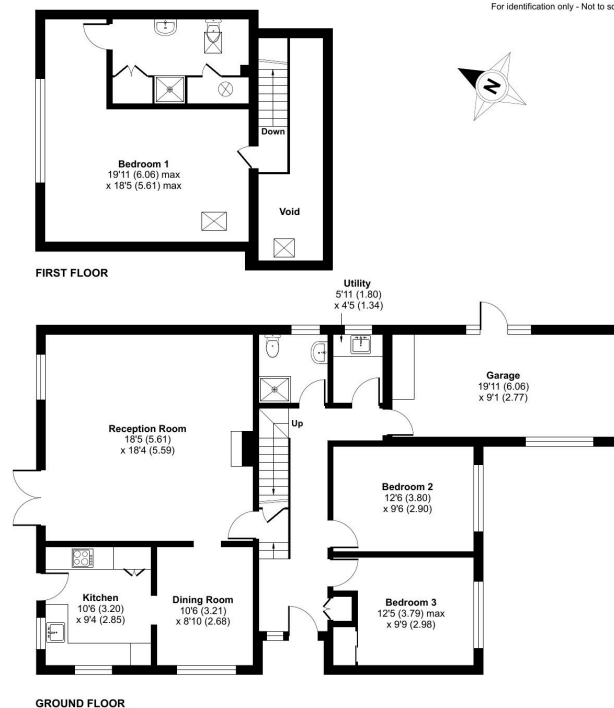 For identification only - Not to sc
N
Down
Bedroom 1
19'11 (6.06) max
x 18'5 (5.61) max
Void
FIRST FLOOR
Utility
5'11 (1.80)
x 4'5 (1.34)
Garage
19'11 (6.06)
x 9'1 (2.77)
Reception Room
18'5 (5.61)
x 18'4 (5.59)
Up
Bedroom 2
12'6 (3.80)
x 9'6 (2.90)
Kitchen
10'6 (3.20)
x 9'4 (2.85)
Dining Room
10'6 (3.21)
x 8'10 (2.68)
Bedroom 3
12'5 (3.79) max
x 9'9 (2.98)
GROUND FLOOR